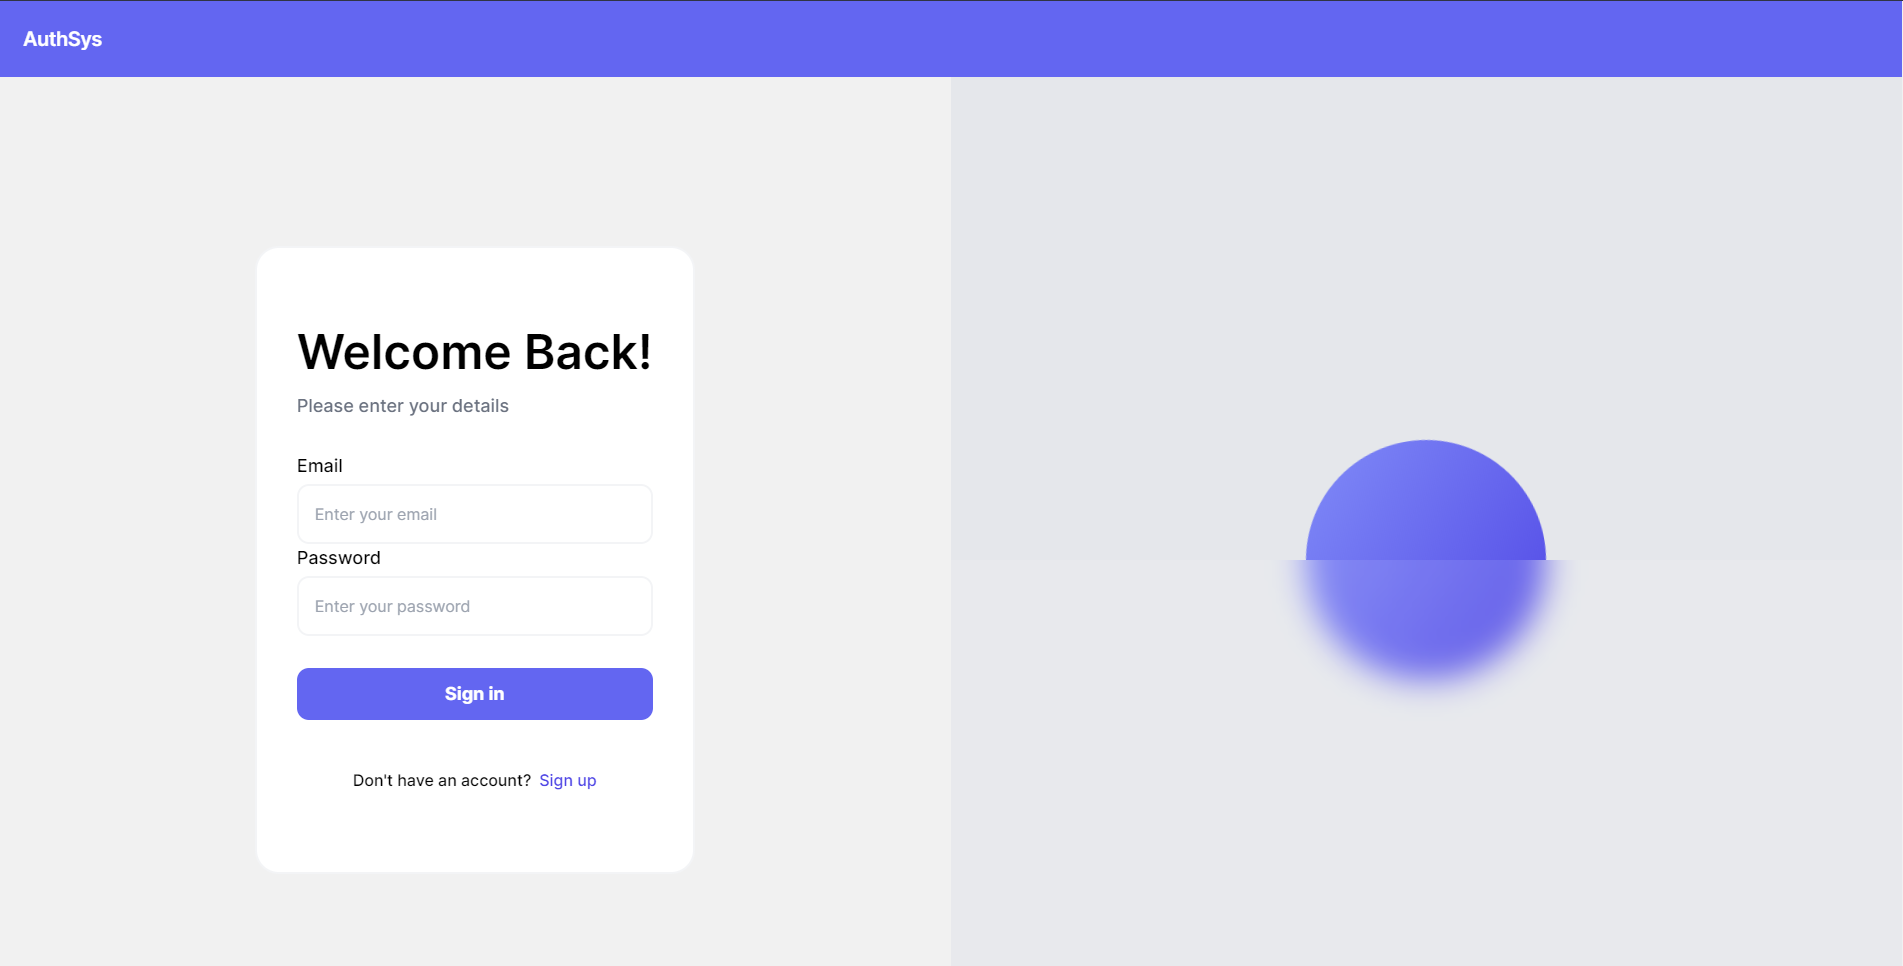 AuthSys
Welcome Back!
Please enter your details
Email
Enter your email
Password
Enter your password
Sign in
Don't have an account? Sign up